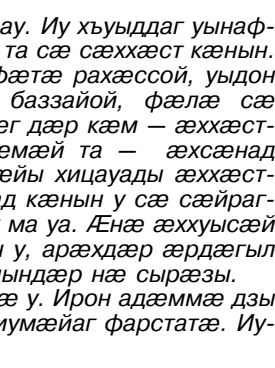 ау. Иу хъуыддаг уынаф-
та сæ сæххæст кæнын.
фæтæ рахæссой, уыдон
баззайой, фæлæ сæ
ег дæр кæм — æххæст-
емæй та — æхсæнад
æйы хицауады æххæст-
ад кæнын у сæ сæйраг-
ма уа. Æнæ æххуысæй
н у, арæхдæр æрдæгыл
ындæр нæ сырæзы.
æ у. Ирон адæммæ дзы
иумæйаг фарстатæ. Иу-